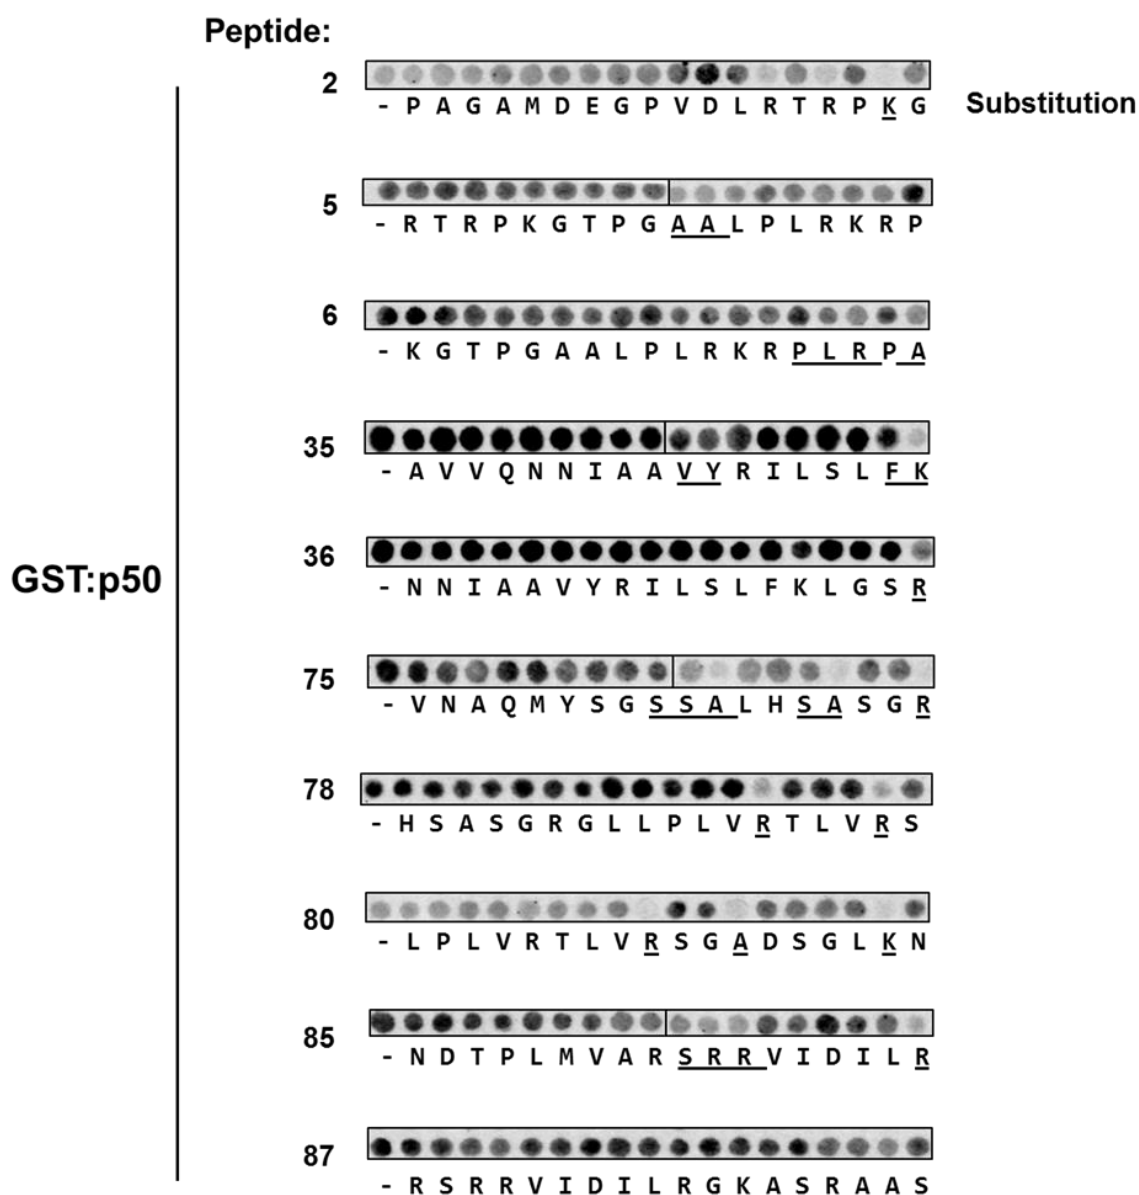 Peptide:
2
- P A G A M D E G P V D L R T R P K G
Substitution
5
- R T R P K G T P G A A L P L R K R P
6
- K G T P G A A L P L R K R P L R P A
35
- A V V Q N N I A A V Y R I L S L F K
36
- N N I A A V Y R I L S L F K L G S R
GST:p50
75
- V N A Q M Y S G S S A L H S A S G R
78
- H S A S G R G L L P L V R T L V R S
80
- L P L V R T L V R S G A D S G L K N
85
- N D T P L M V A R S R R V I D I L R
87
- R S R R V I D I L R G K A S R A A S